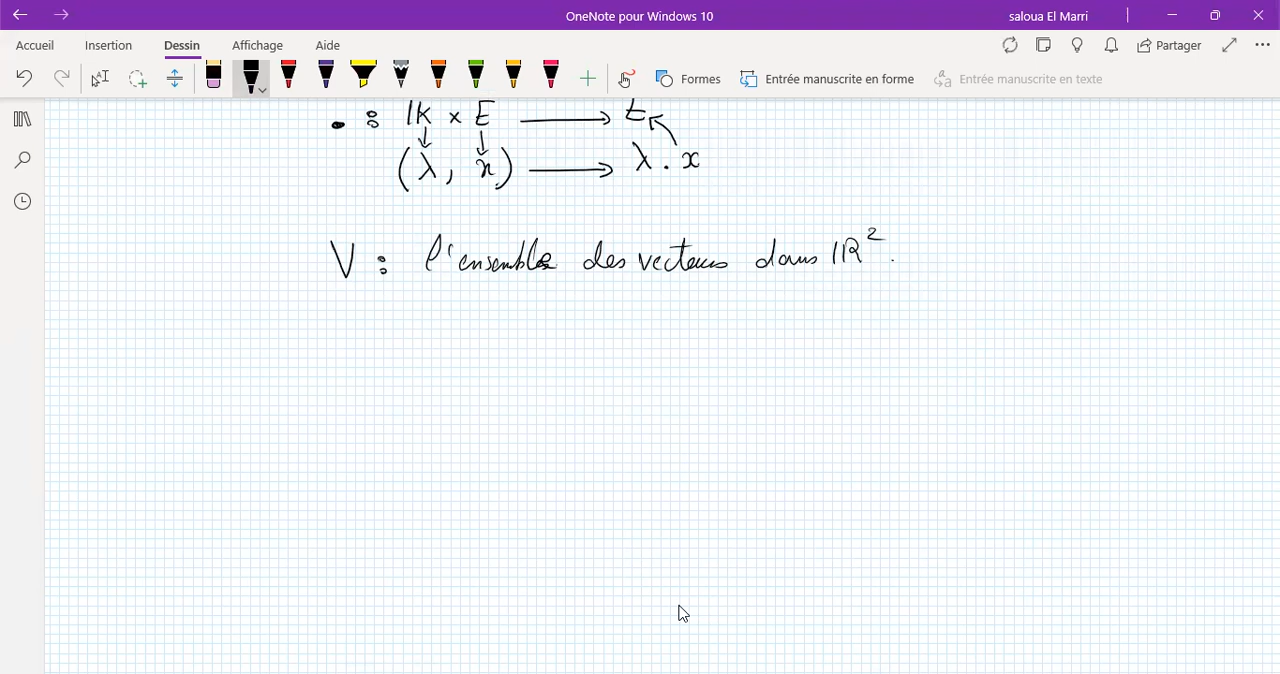 OneNote pour Windows 10
saloua El Marri
Accueil Insertion Dessin Affichage Aide
Partager
Formes Entrée manuscrite en forme Entrée manuscrite en texte
• : IK × E ⟶ E
(λ, x) ⟶ λ . x
V : l'ensemble des vecteurs dans IR².